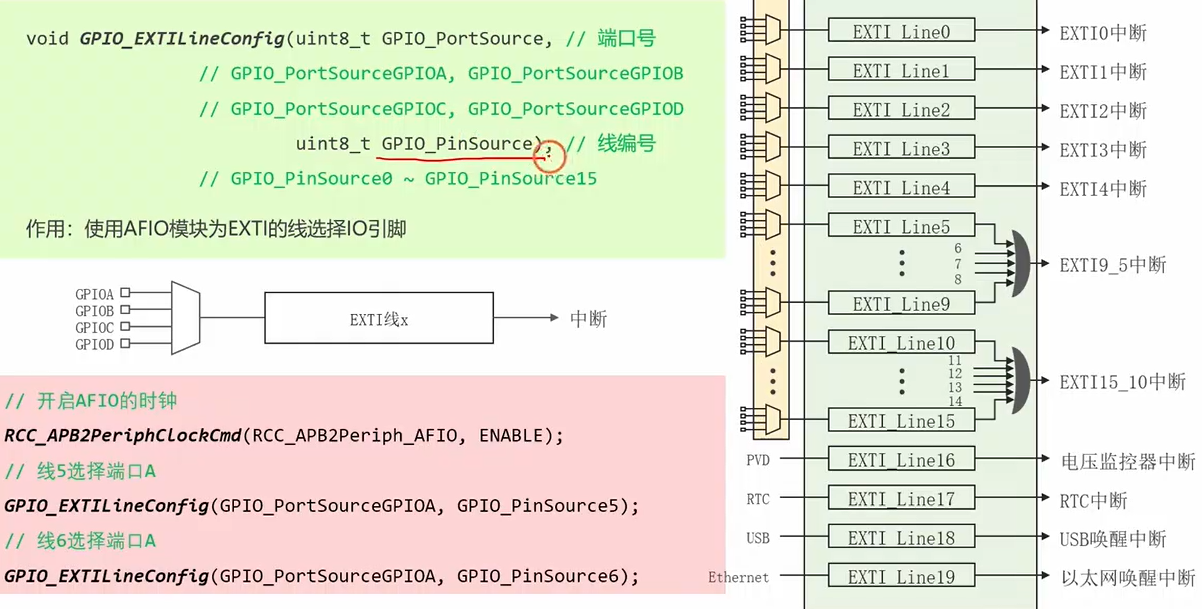 void GPIO_EXTILineConfig(uint8_t GPIO_PortSource, // 端口号
// GPIO_PortSourceGPIOA, GPIO_PortSourceGPIOB
// GPIO_PortSourceGPIOC, GPIO_PortSourceGPIOD
uint8_t GPIO_PinSource); // 线编号
// GPIO_PinSource0 ~ GPIO_PinSource15
作用：使用AFIO模块为EXTI的线选择IO引脚
GPIOA
GPIOB
GPIOC
GPIOD
EXTI线x
中断
// 开启AFIO的时钟
RCC_APB2PeriphClockCmd(RCC_APB2Periph_AFIO, ENABLE);
// 线5选择端口A
GPIO_EXTILineConfig(GPIO_PortSourceGPIOA, GPIO_PinSource5);
// 线6选择端口A
GPIO_EXTILineConfig(GPIO_PortSourceGPIOA, GPIO_PinSource6);
EXTI_Line0 EXTI0中断
EXTI_Line1 EXTI1中断
EXTI_Line2 EXTI2中断
EXTI_Line3 EXTI3中断
EXTI_Line4 EXTI4中断
EXTI_Line5
6
7
8
EXTI9_5中断
EXTI_Line9
EXTI_Line10
11
12
13
14
EXTI15_10中断
EXTI_Line15
PVD EXTI_Line16 电压监控器中断
RTC EXTI_Line17 RTC中断
USB EXTI_Line18 USB唤醒中断
Ethernet EXTI_Line19 以太网唤醒中断